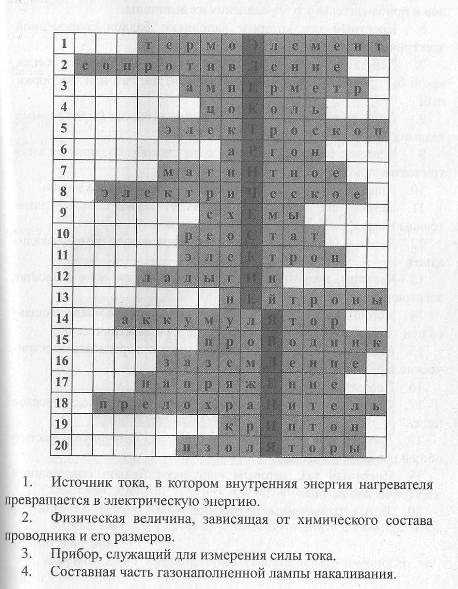 1 термоЭлемент
2 сопротивЛение
3 ампЕрметр
4 цоКоль
5 элекТроскоп
6 аРгон
7 магнИтное
8 электриЧеское
9 схЕмы
10 реоСтат
11 элеКтрон
12 ладыгИн
13 нЕйтроны
14 аккумулЯтор
15 проВодник
16 заземЛение
17 напряжЕние
18 предохраНитель
19 крИптон
20 изолЯторы
1. Источник тока, в котором внутренняя энергия нагревателя
превращается в электрическую энергию.
2. Физическая величина, зависящая от химического состава
проводника и его размеров.
3. Прибор, служащий для измерения силы тока.
4. Составная часть газонаполненной лампы накаливания.